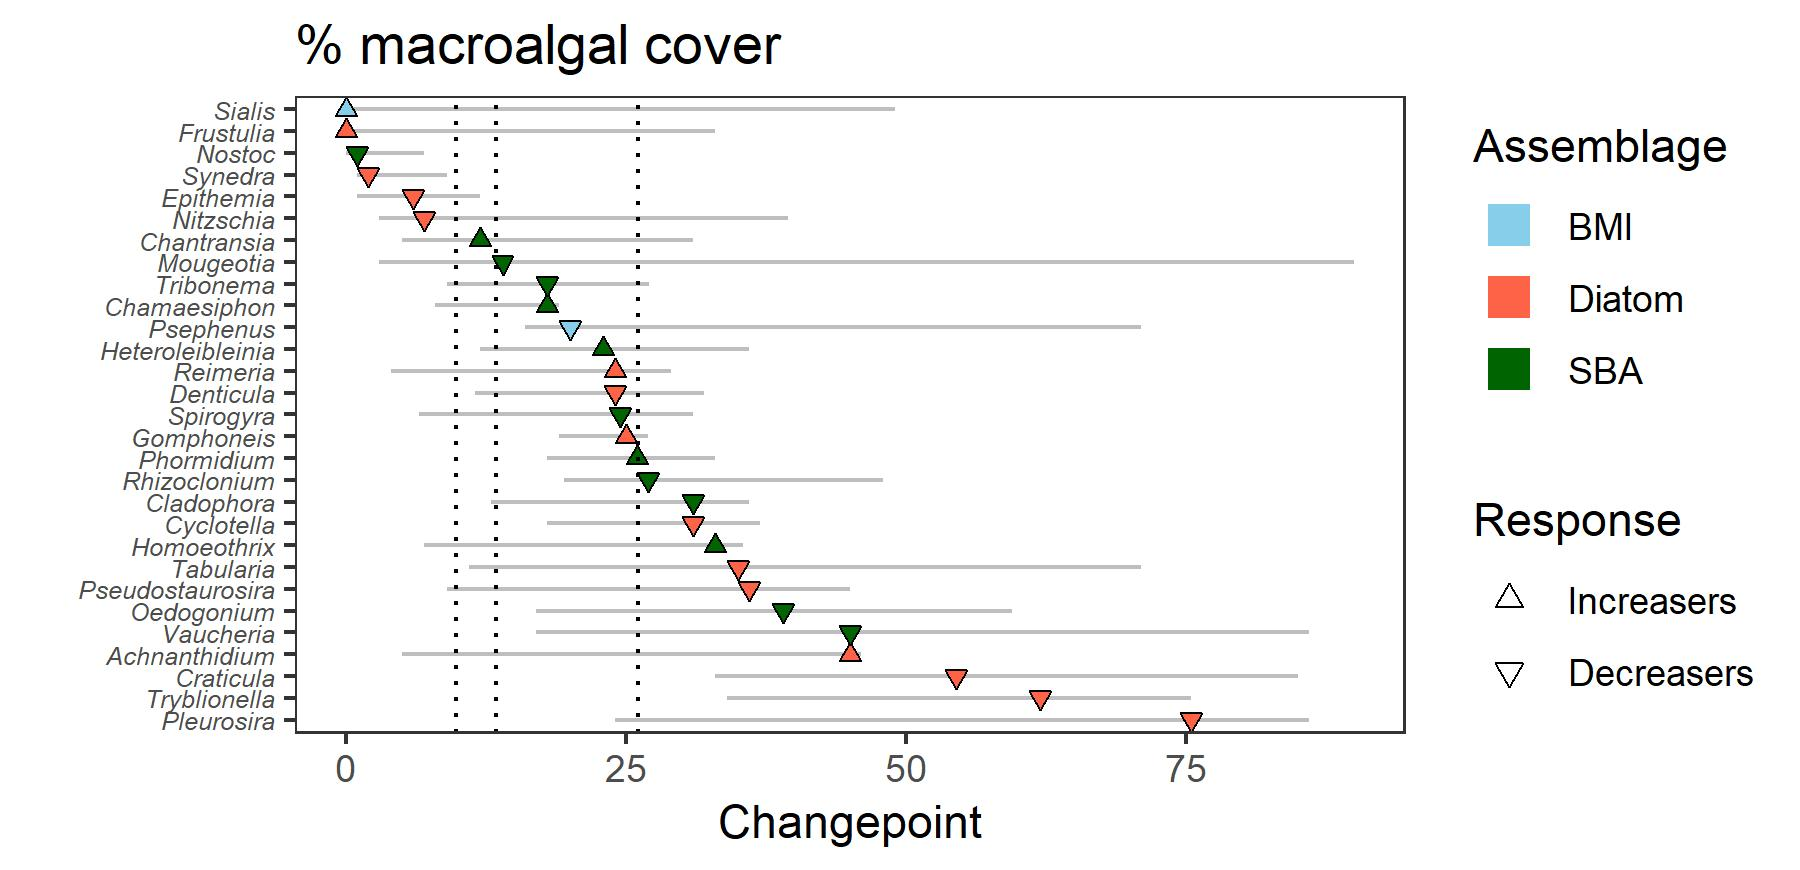 % macroalgal cover
Sialis
Frustulia
Nostoc
Synedra
Epithemia
Nitzschia
Chantransia
Mougeotia
Tribonema
Chamaesiphon
Psephenus
Heteroleibleinia
Reimeria
Denticula
Spirogyra
Gomphoneis
Phormidium
Rhizoclonium
Cladophora
Cyclotella
Homoeothrix
Tabularia
Pseudostaurosira
Oedogonium
Vaucheria
Achnanthidium
Craticula
Tryblionella
Pleurosira
0 25 50 75
Changepoint
Assemblage
BMI
Diatom
SBA
Response
Increasers
Decreasers